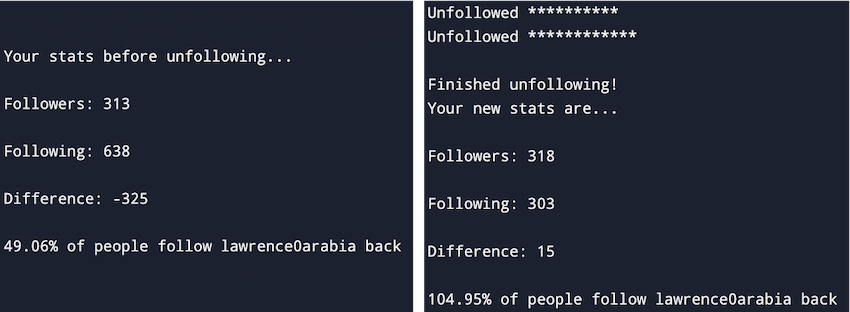 Your stats before unfollowing...
Followers: 313
Following: 638
Difference: -325
49.06% of people follow lawrence0arabia back
Unfollowed **********
Unfollowed ************
Finished unfollowing!
Your new stats are...
Followers: 318
Following: 303
Difference: 15
104.95% of people follow lawrence0arabia back